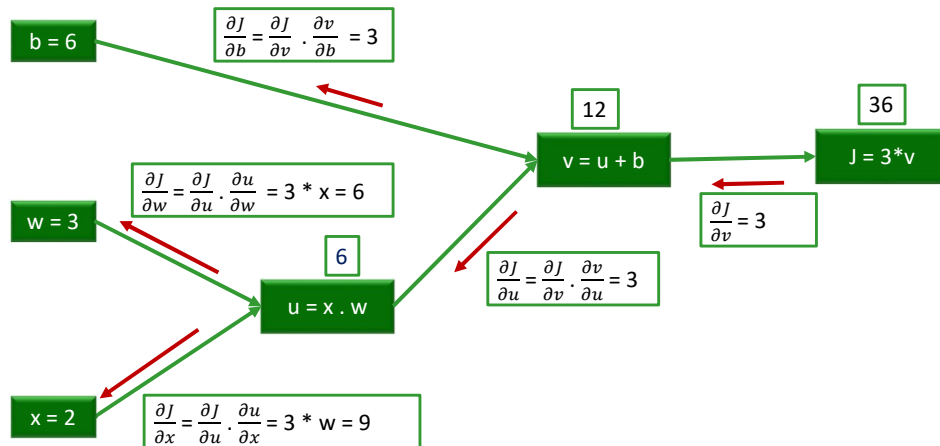 b = 6
∂J/∂b = ∂J/∂v . ∂v/∂b = 3
12
36
v = u + b
J = 3*v
∂J/∂w = ∂J/∂u . ∂u/∂w = 3 * x = 6
w = 3
∂J/∂v = 3
6
∂J/∂u = ∂J/∂v . ∂v/∂u = 3
u = x . w
x = 2
∂J/∂x = ∂J/∂u . ∂u/∂x = 3 * w = 9